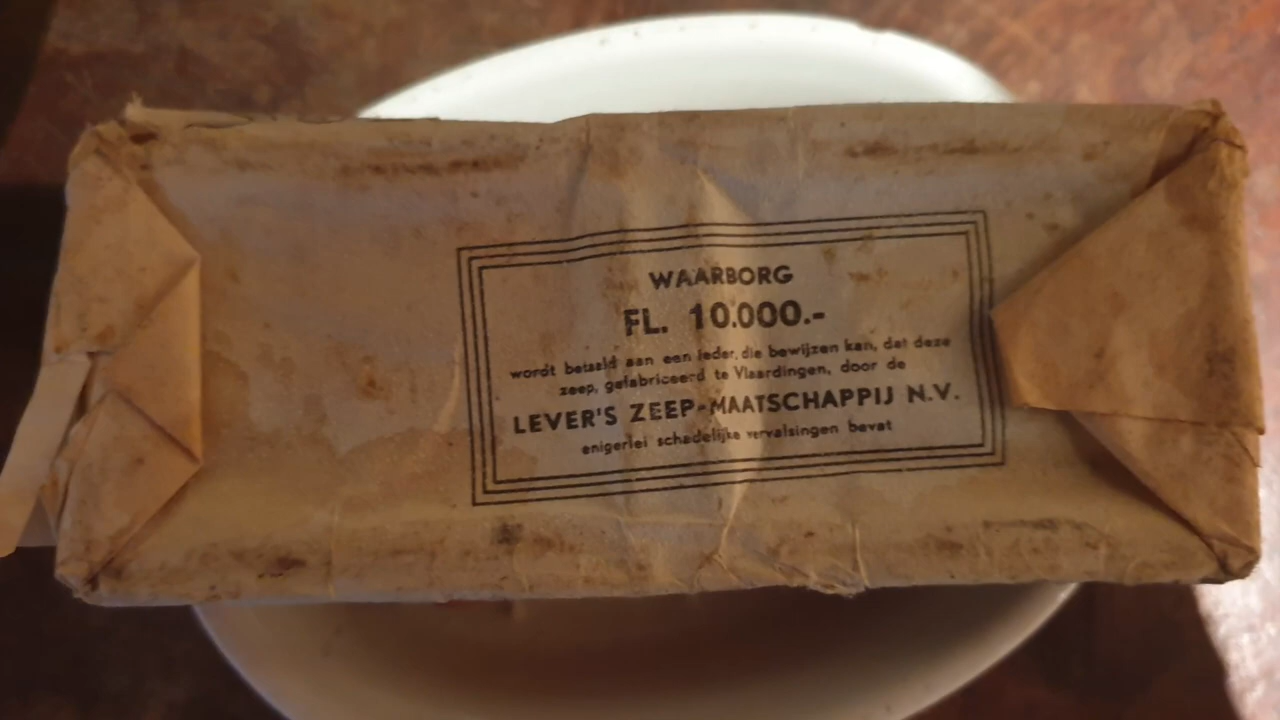 WAARBORG
FL. 10.000.-
wordt betaald aan een ieder, die bewijzen kan, dat deze
zeep, gefabriceerd te Vlaardingen, door de
LEVER'S ZEEP-MAATSCHAPPIJ N.V.
enigerlei schadelijke vervalsingen bevat